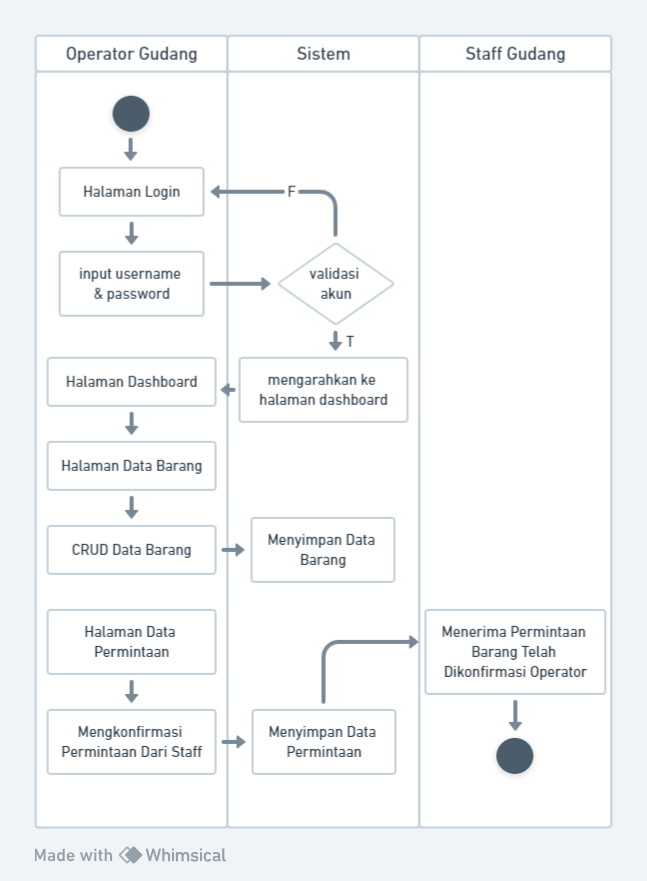 Operator Gudang
Sistem
Staff Gudang
Halaman Login
F
input username
& password
validasi
akun
T
Halaman Dashboard
mengarahkan ke
halaman dashboard
Halaman Data Barang
CRUD Data Barang
Menyimpan Data
Barang
Halaman Data
Permintaan
Menerima Permintaan
Barang Telah
Dikonfirmasi Operator
Mengkonfirmasi
Permintaan Dari Staff
Menyimpan Data
Permintaan
Made with Whimsical